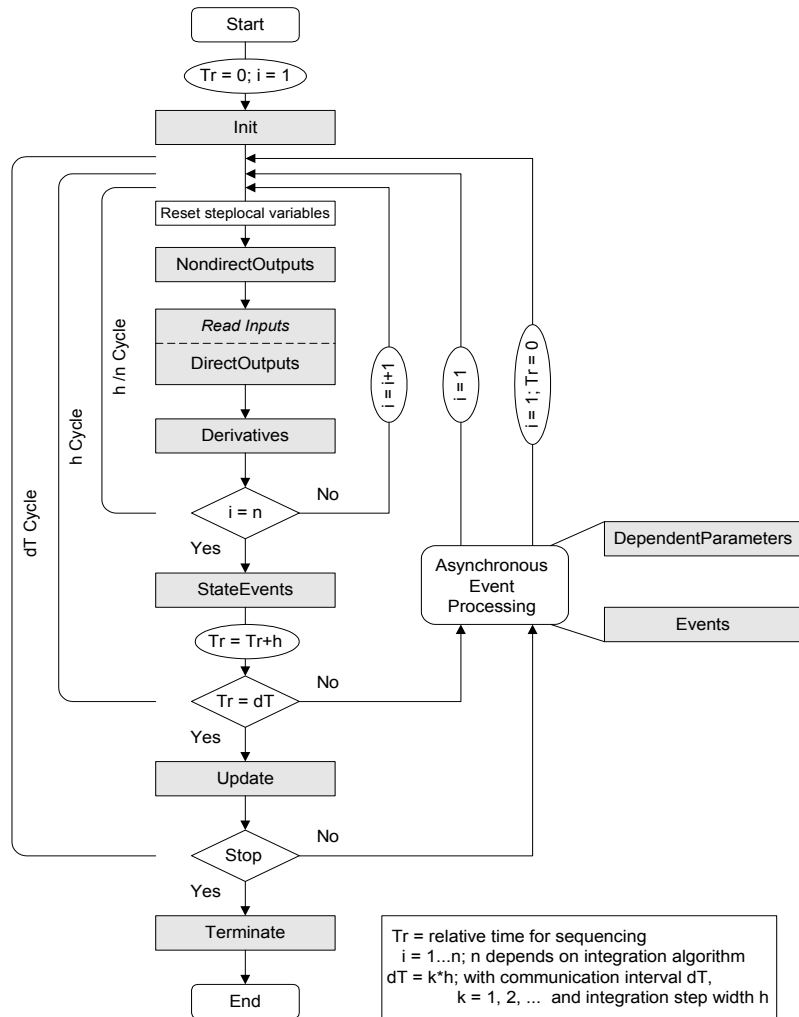 Start
Tr = 0; i = 1
Init
Reset steplocal variables
NondirectOutputs
Read Inputs
DirectOutputs
Derivatives
i = n
No
Yes
StateEvents
Tr = Tr+h
Tr = dT
No
Yes
Update
Stop
No
Yes
Terminate
End
dT Cycle
h Cycle
h /n Cycle
i = i+1
i = 1
i = 1; Tr = 0
Asynchronous
Event
Processing
DependentParameters
Events
Tr = relative time for sequencing
i = 1...n; n depends on integration algorithm
dT = k*h; with communication interval dT,
k = 1, 2, ... and integration step width h